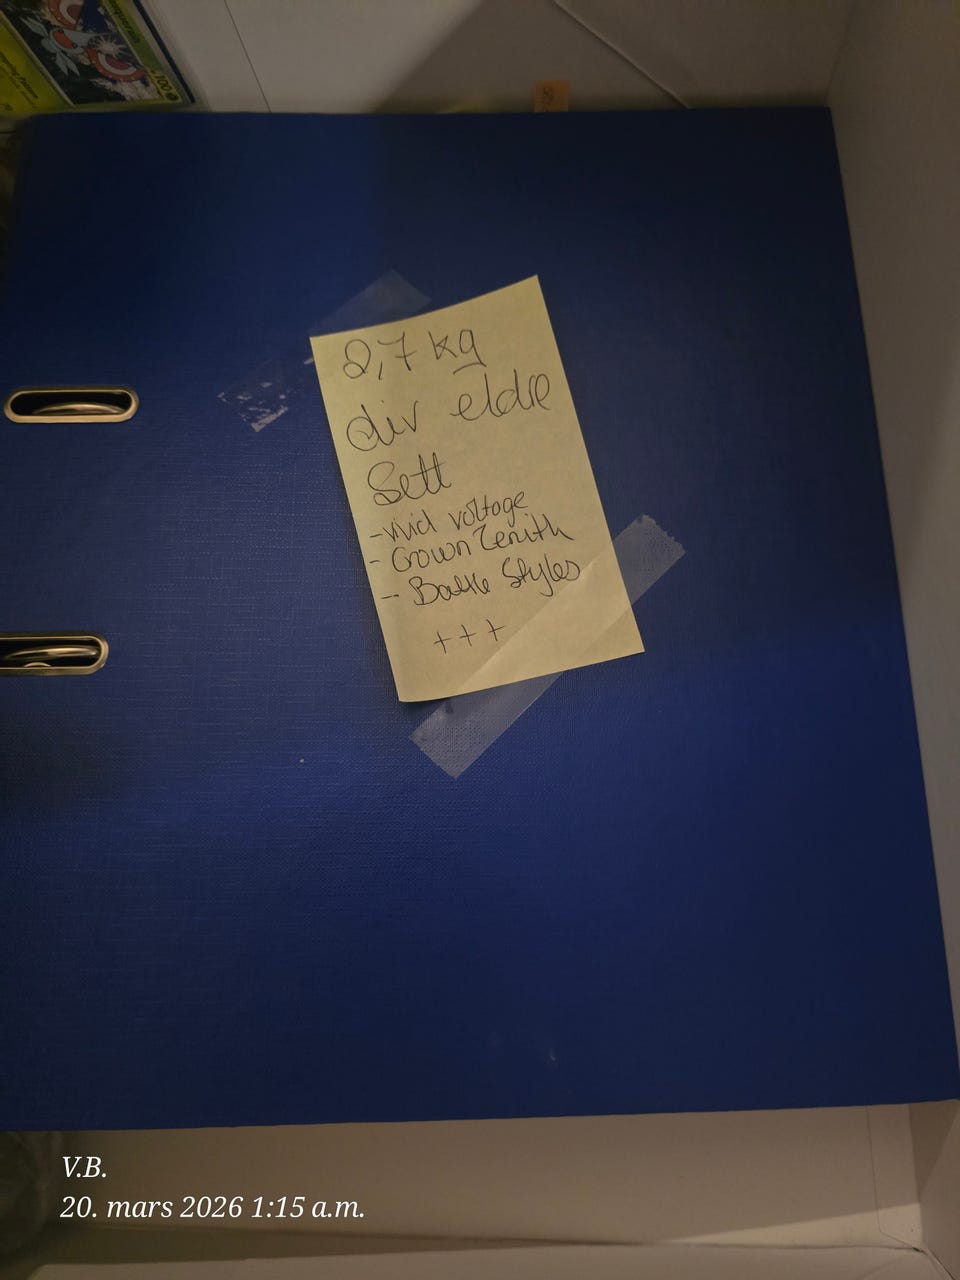 2,7 kg
div eldre
Sett
- vivid voltage
- Crown Zenith
- Battle Styles
+++
V.B.
20. mars 2026 1:15 a.m.